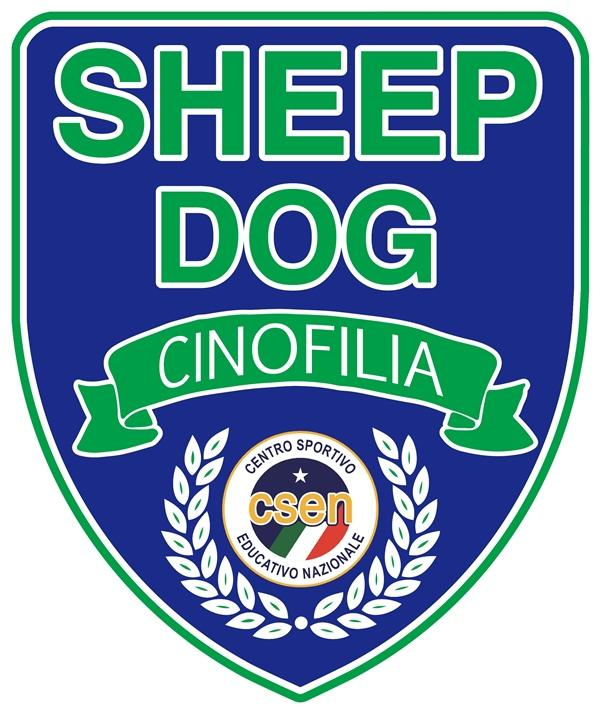 SHEEP
DOG
CINOFILIA
CENTRO SPORTIVO
csen
EDUCATIVO NAZIONALE